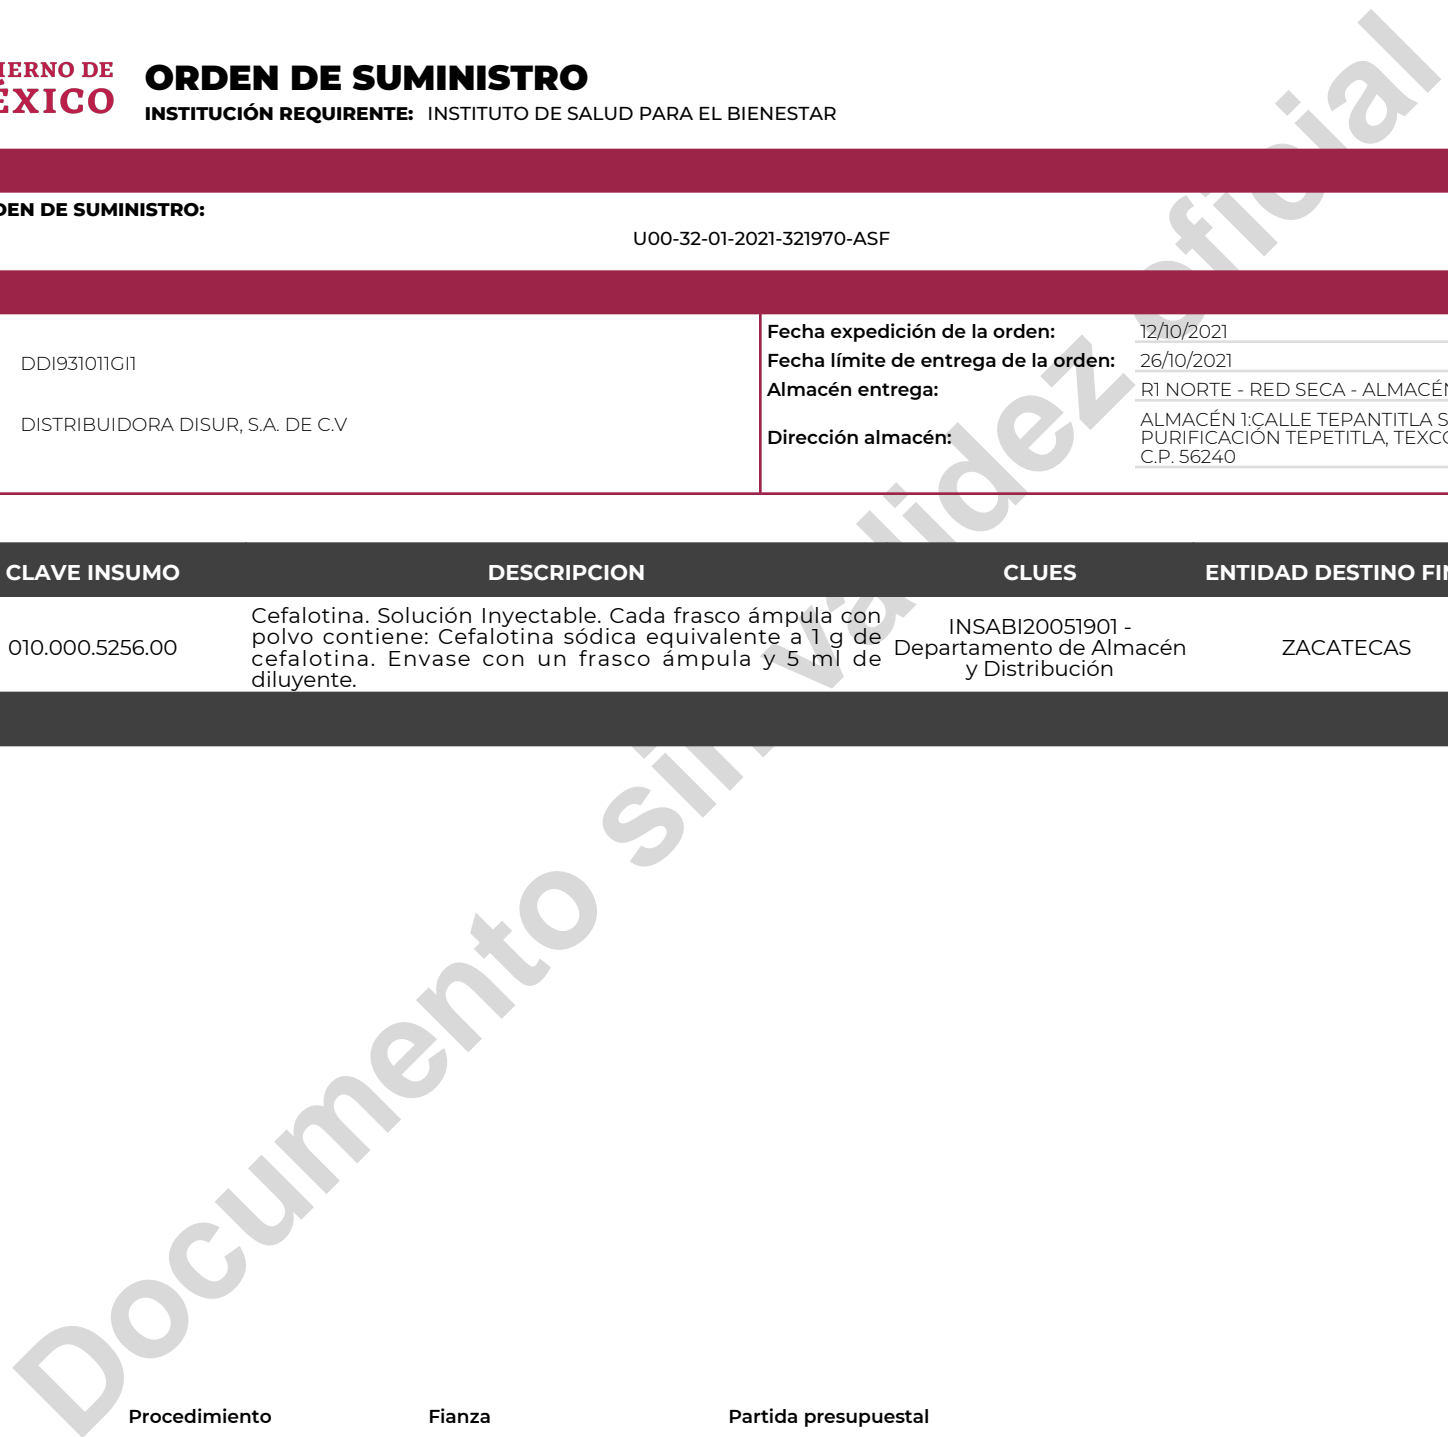 IERNO DE
ÉXICO
ORDEN DE SUMINISTRO
INSTITUCIÓN REQUIRENTE: INSTITUTO DE SALUD PARA EL BIENESTAR
DEN DE SUMINISTRO:
U00-32-01-2021-321970-ASF
DDI931011GI1
DISTRIBUIDORA DISUR, S.A. DE C.V
Fecha expedición de la orden: 12/10/2021
Fecha límite de entrega de la orden: 26/10/2021
Almacén entrega: R1 NORTE - RED SECA - ALMACÉN
Dirección almacén: ALMACÉN 1:CALLE TEPANTITLA S
PURIFICACIÓN TEPETITLA, TEXCO
C.P. 56240
CLAVE INSUMO DESCRIPCION CLUES ENTIDAD DESTINO FIN
010.000.5256.00
Cefalotina. Solución Inyectable. Cada frasco ámpula con
polvo contiene: Cefalotina sódica equivalente a 1 g de
cefalotina. Envase con un frasco ámpula y 5 ml de
diluyente.
INSABI20051901 -
Departamento de Almacén
y Distribución
ZACATECAS
Documento sin validez oficial
Procedimiento Fianza Partida presupuestal